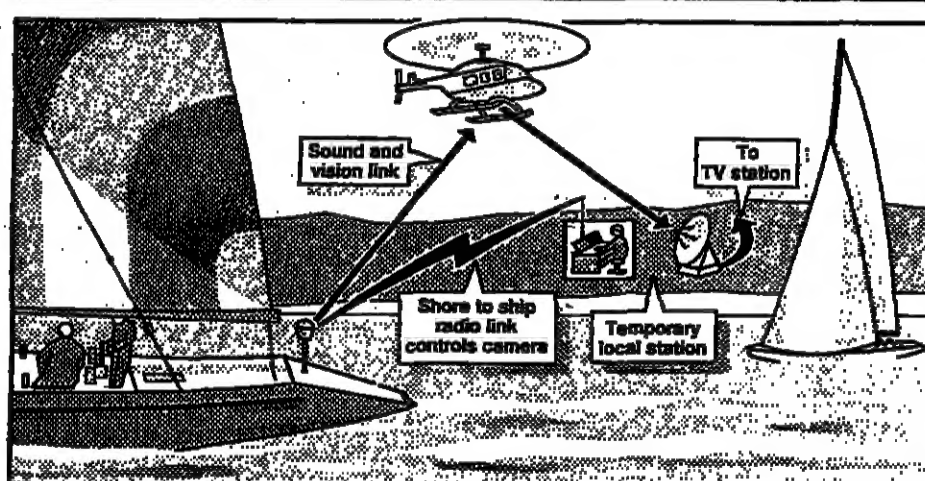 Sound and
vision link
To
TV station
Shore to ship
radio link
controls camera
Temporary
local station